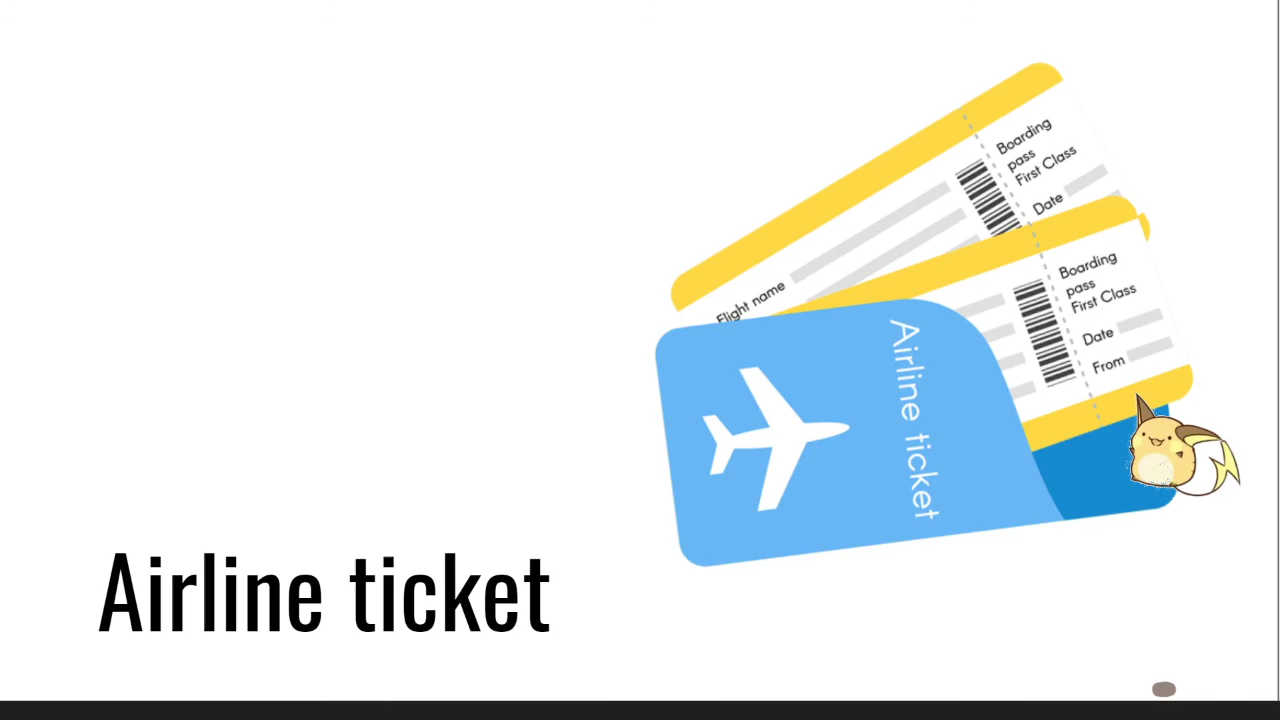 Boarding
pass
First Class
Date
Flight name
Boarding
pass
First Class
Date
From
Airline ticket
Airline ticket